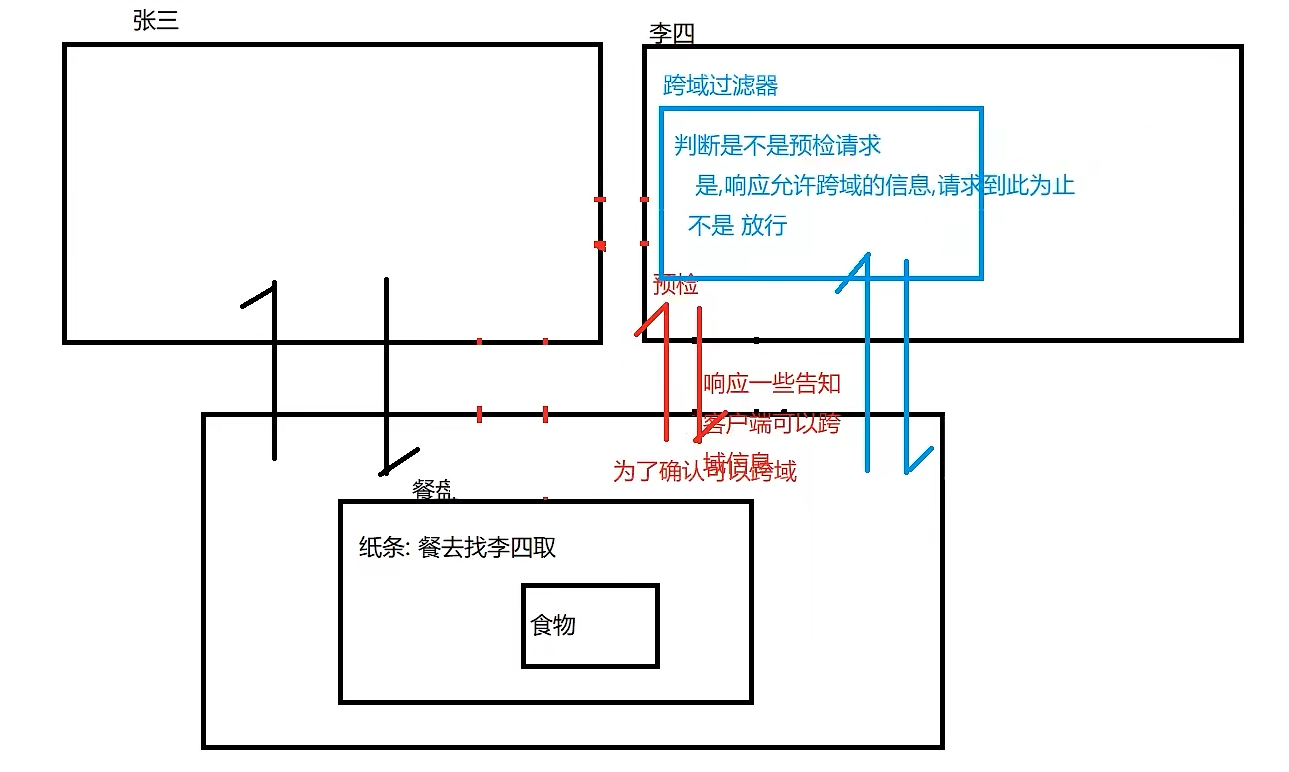 张三
李四
跨域过滤器
判断是不是预检请求
是,响应允许跨域的信息,请求到此为止
不是 放行
预检
响应一些告知
客户端可以跨
域信息
为了确认可以跨域
餐盘
纸条: 餐去找李四取
食物